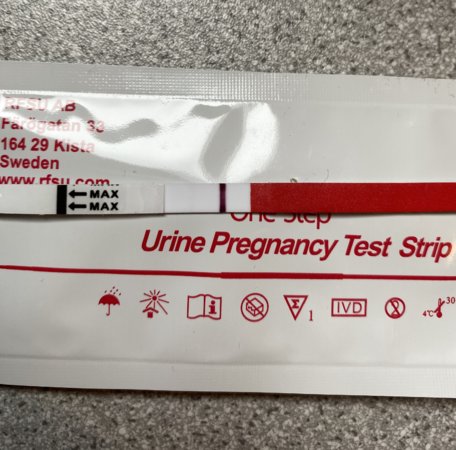 RFSU AB
Färögatan 33
164 29 Kista
Sweden
www.rfsu.com
MAX
MAX
One Step
Urine Pregnancy Test Strip
1
IVD
4°C
30